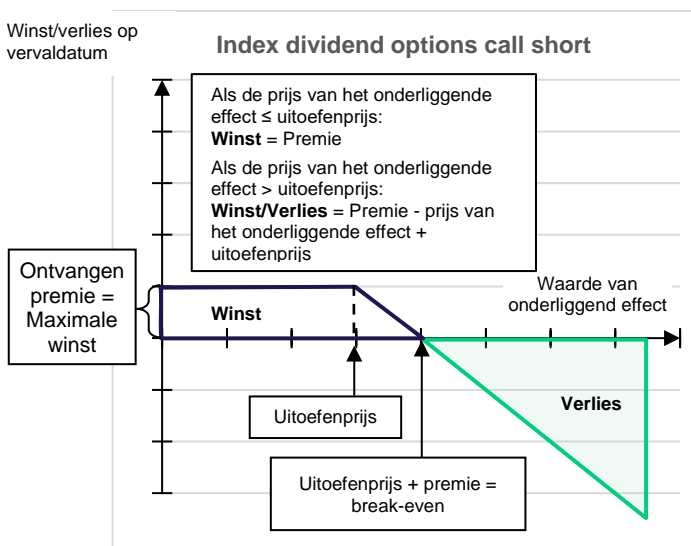 Winst/verlies op
vervaldatum
Index dividend options call short
Als de prijs van het onderliggende
effect ≤ uitoefenprijs:
Winst = Premie
Als de prijs van het onderliggende
effect > uitoefenprijs:
Winst/Verlies = Premie - prijs van
het onderliggende effect +
uitoefenprijs
Ontvangen
premie =
Maximale
winst
Winst
Waarde van
onderliggend effect
Uitoefenprijs
Verlies
Uitoefenprijs + premie =
break-even